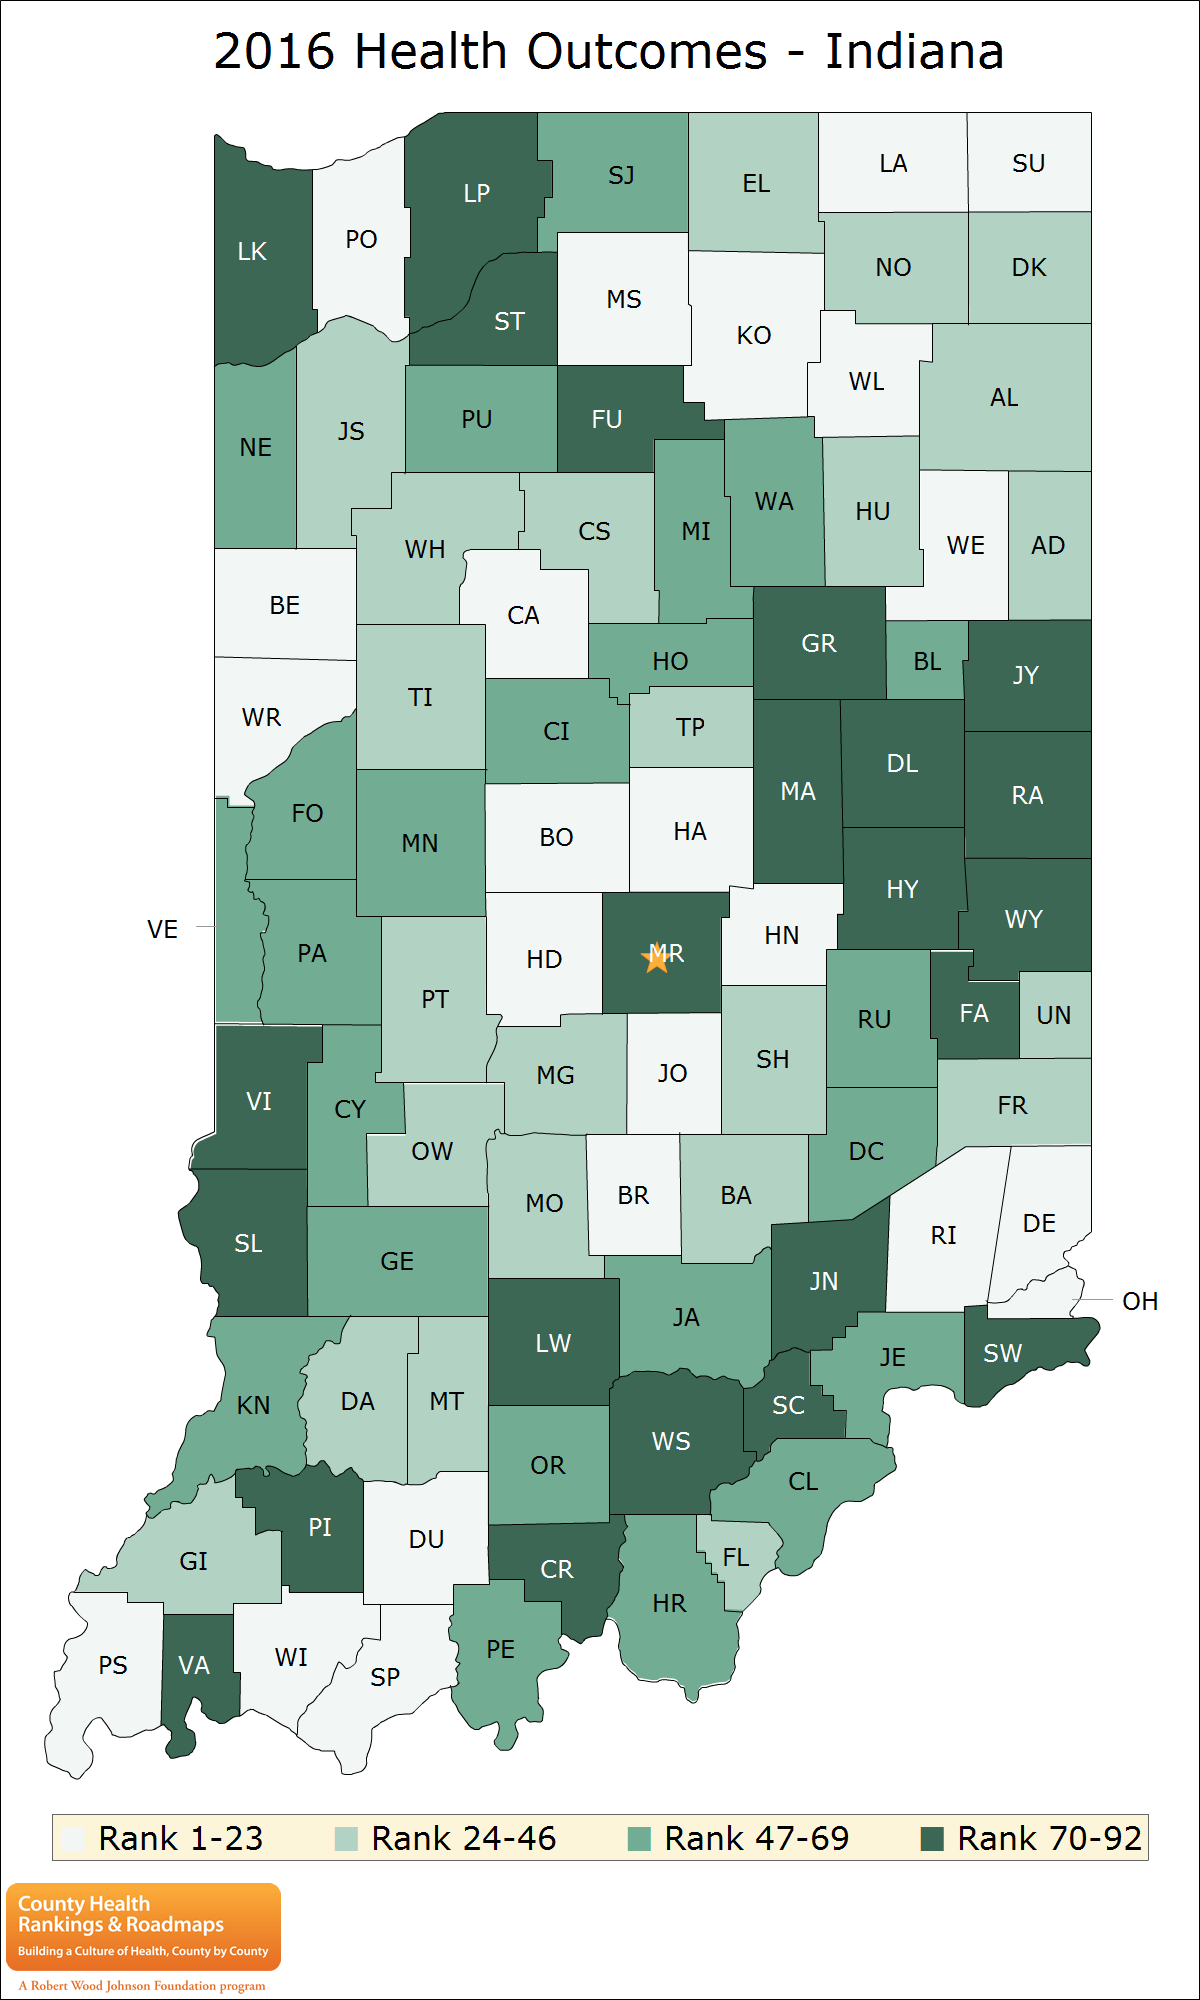 2016 Health Outcomes - Indiana
LA
SU
SJ
EL
LP
PO
LK
NO
DK
MS
ST
KO
WL
AL
PU
FU
JS
NE
WA
HU
CS
MI
WE
AD
WH
BE
CA
GR
HO
BL
JY
TI
WR
TP
CI
DL
MA
RA
FO
HA
BO
MN
HY
WY
VE
HN
PA
MR
HD
PT
FA
UN
RU
SH
JO
MG
VI
FR
CY
OW
DC
BA
BR
MO
DE
RI
SL
GE
JN
OH
JA
LW
SW
JE
DA
MT
KN
SC
WS
OR
CL
PI
DU
FL
GI
CR
HR
PE
WI
PS
VA
SP
Rank 1-23 Rank 24-46 Rank 47-69 Rank 70-92
County Health
Rankings & Roadmaps
Building a Culture of Health, County by County
A Robert Wood Johnson Foundation program